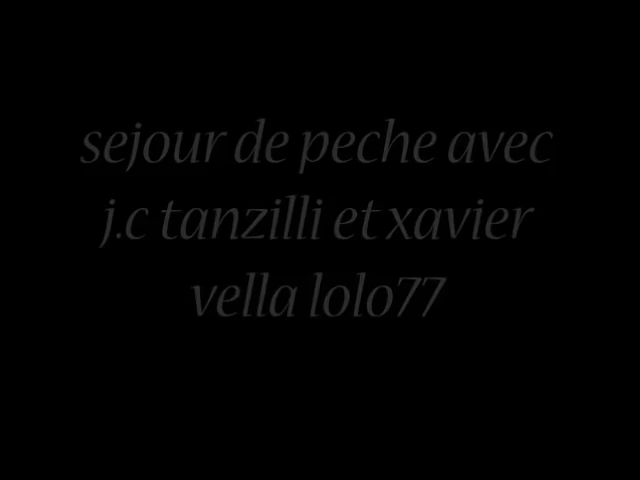 sejour de peche avec
j.c tanzilli et xavier
vella lolo77